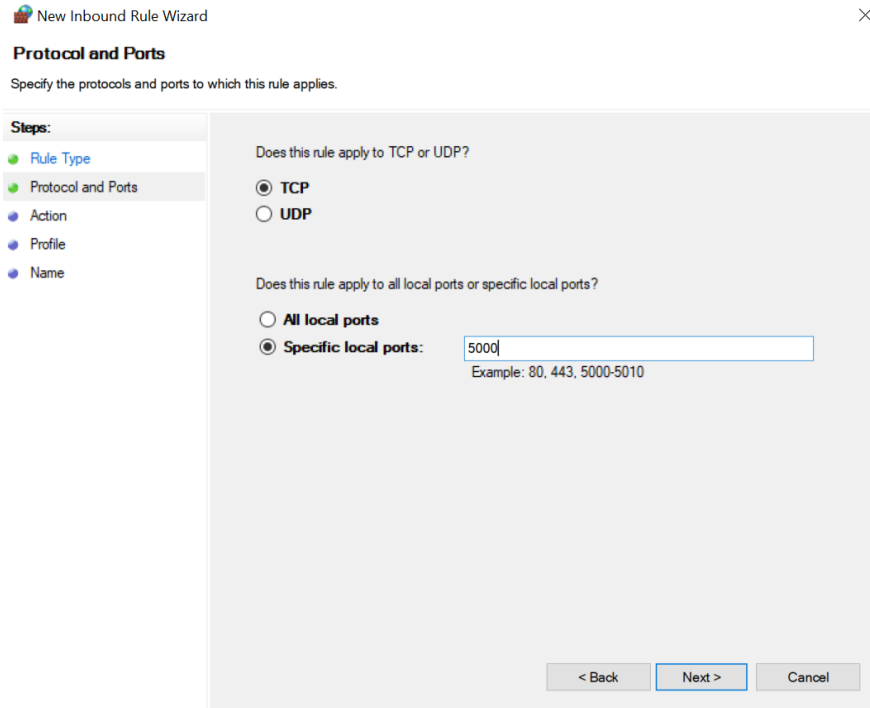 New Inbound Rule Wizard
Protocol and Ports
Specify the protocols and ports to which this rule applies.
Steps:
Rule Type
Protocol and Ports
Action
Profile
Name
Does this rule apply to TCP or UDP?
TCP
UDP
Does this rule apply to all local ports or specific local ports?
All local ports
Specific local ports: 5000
Example: 80, 443, 5000-5010
< Back Next > Cancel